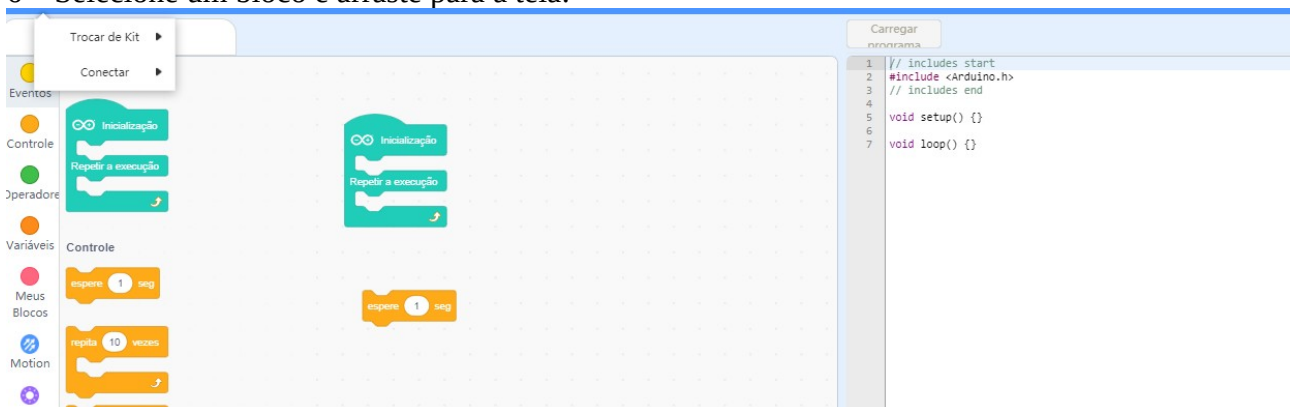 6 – Selecione um bloco e arraste para a tela.
Trocar de Kit
Conectar
Eventos
Controle
Operadore
Variáveis
Meus
Blocos
Motion
Inicialização
Repetir a execução
Controle
espere 1 seg
repita 10 vezes
Inicialização
Repetir a execução
espere 1 seg
Carregar
programa
1 // includes start
2 #include <Arduino.h>
3 // includes end
4
5 void setup() {}
6
7 void loop() {}